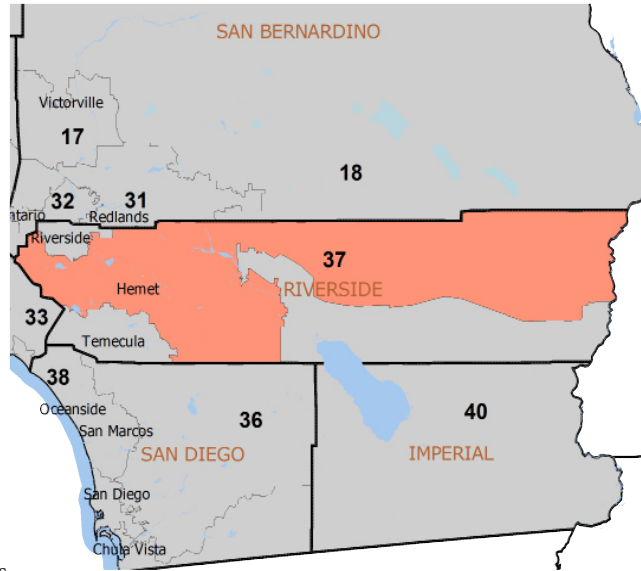 SAN BERNARDINO
Victorville
17
18
32
31
ntario
Redlands
Riverside
37
RIVERSIDE
Hemet
33
Temecula
38
Oceanside
36
40
San Marcos
SAN DIEGO
IMPERIAL
San Diego
Chula Vista